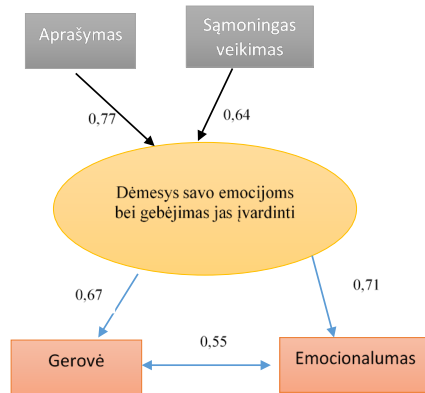 Aprašymas
Sąmoningas
veikimas
0,77
0,64
Dėmesys savo emocijoms
bei gebėjimas jas įvardinti
0,67
0,71
Gerovė
0,55
Emocionalumas